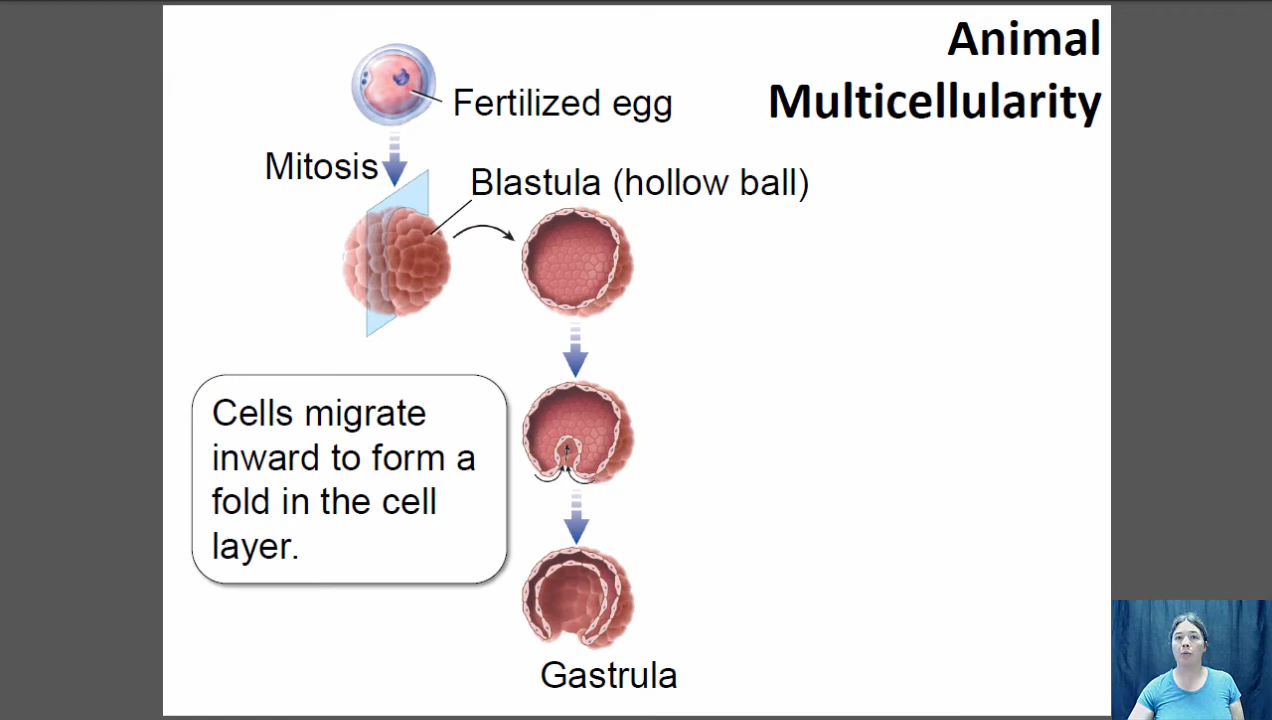 Animal
Multicellularity
Fertilized egg
Mitosis
Blastula (hollow ball)
Cells migrate
inward to form a
fold in the cell
layer.
Gastrula